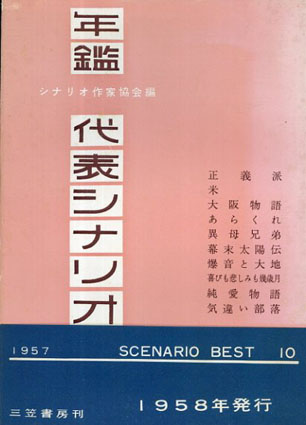 年鑑
代表シナリオ
シナリオ作家協会編
正義派
米
大阪物語
あらくれ
異母兄弟
幕末太陽伝
爆音と大地
喜びも悲しみも幾歳月
純愛物語
気違い部落
1957 SCENARIO BEST 10
三笠書房刊 1958年発行